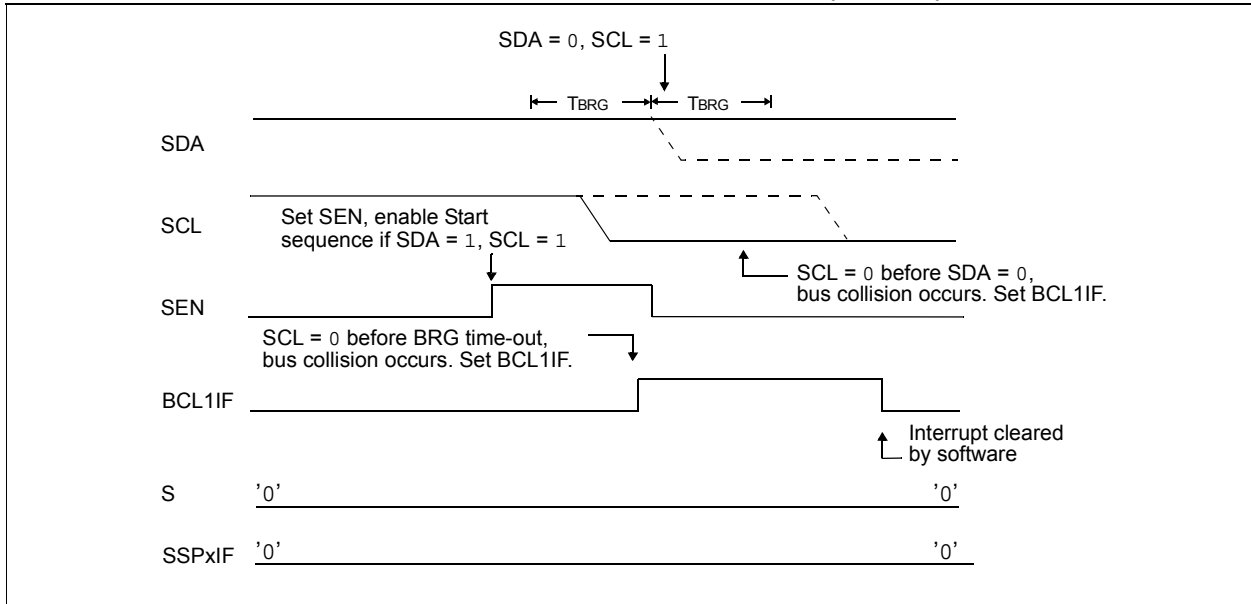 SDA = 0, SCL = 1
TBRG TBRG
SDA
SCL
Set SEN, enable Start
sequence if SDA = 1, SCL = 1
SCL = 0 before SDA = 0,
bus collision occurs. Set BCL1IF.
SEN
SCL = 0 before BRG time-out,
bus collision occurs. Set BCL1IF.
BCL1IF
Interrupt cleared
by software
S '0' '0'
SSPxIF '0' '0'